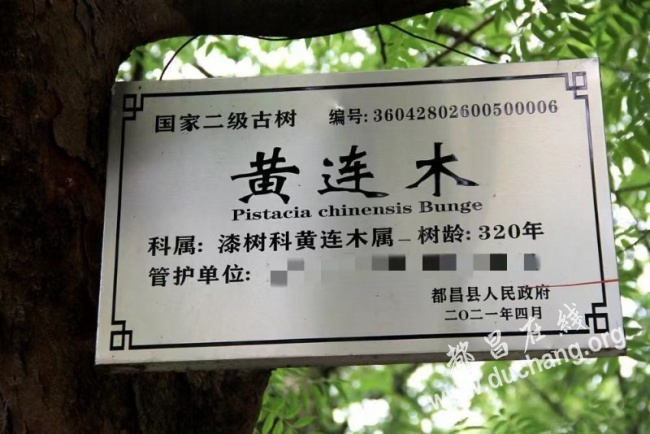 国家二级古树 编号:36042802600500006
黄连木
Pistacia chinensis Bunge
科属: 漆树科黄连木属 - 树龄: 320年
管护单位:
都昌县人民政府
二〇二一年四月
都昌在线
www.duchang.org